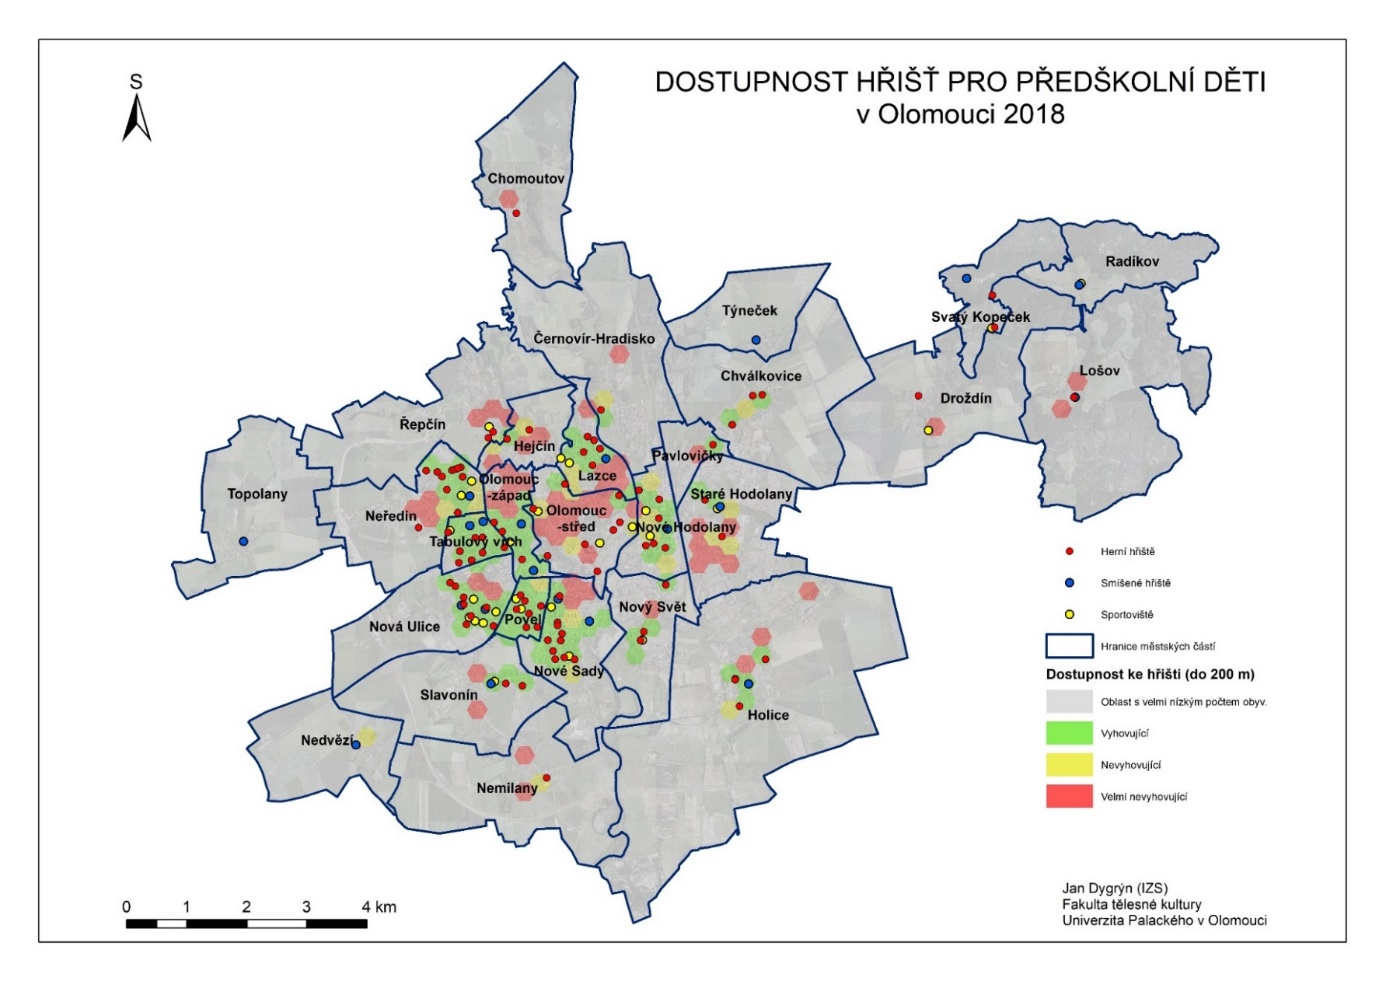 DOSTUPNOST HŘIŠŤ PRO PŘEDŠKOLNÍ DĚTI
v Olomouci 2018
S
Chomoutov
Radíkov
Týneček
Svatý Kopeček
Černovír-Hradisko
Lošov
Chválkovice
Droždín
Řepčín
Hejčín
Pavlovičky
Lazce
Olomouc
-západ
Topolany
Staré Hodolany
Neředín
Olomouc
-střed
Nové Hodolany
Tabulový vrch
Nový Svět
Povel
Nová Ulice
Nové Sady
Slavonín
Holice
Nedvězí
Nemilany
Herní hřiště
Smíšené hřiště
Sportoviště
Hranice městských částí
Dostupnost ke hřišti (do 200 m)
Oblast s velmi nízkým počtem obyv.
Vyhovující
Nevyhovující
Velmi nevyhovující
Jan Dygrýn (IZS)
Fakulta tělesné kultury
Univerzita Palackého v Olomouci
0 1 2 3 4 km